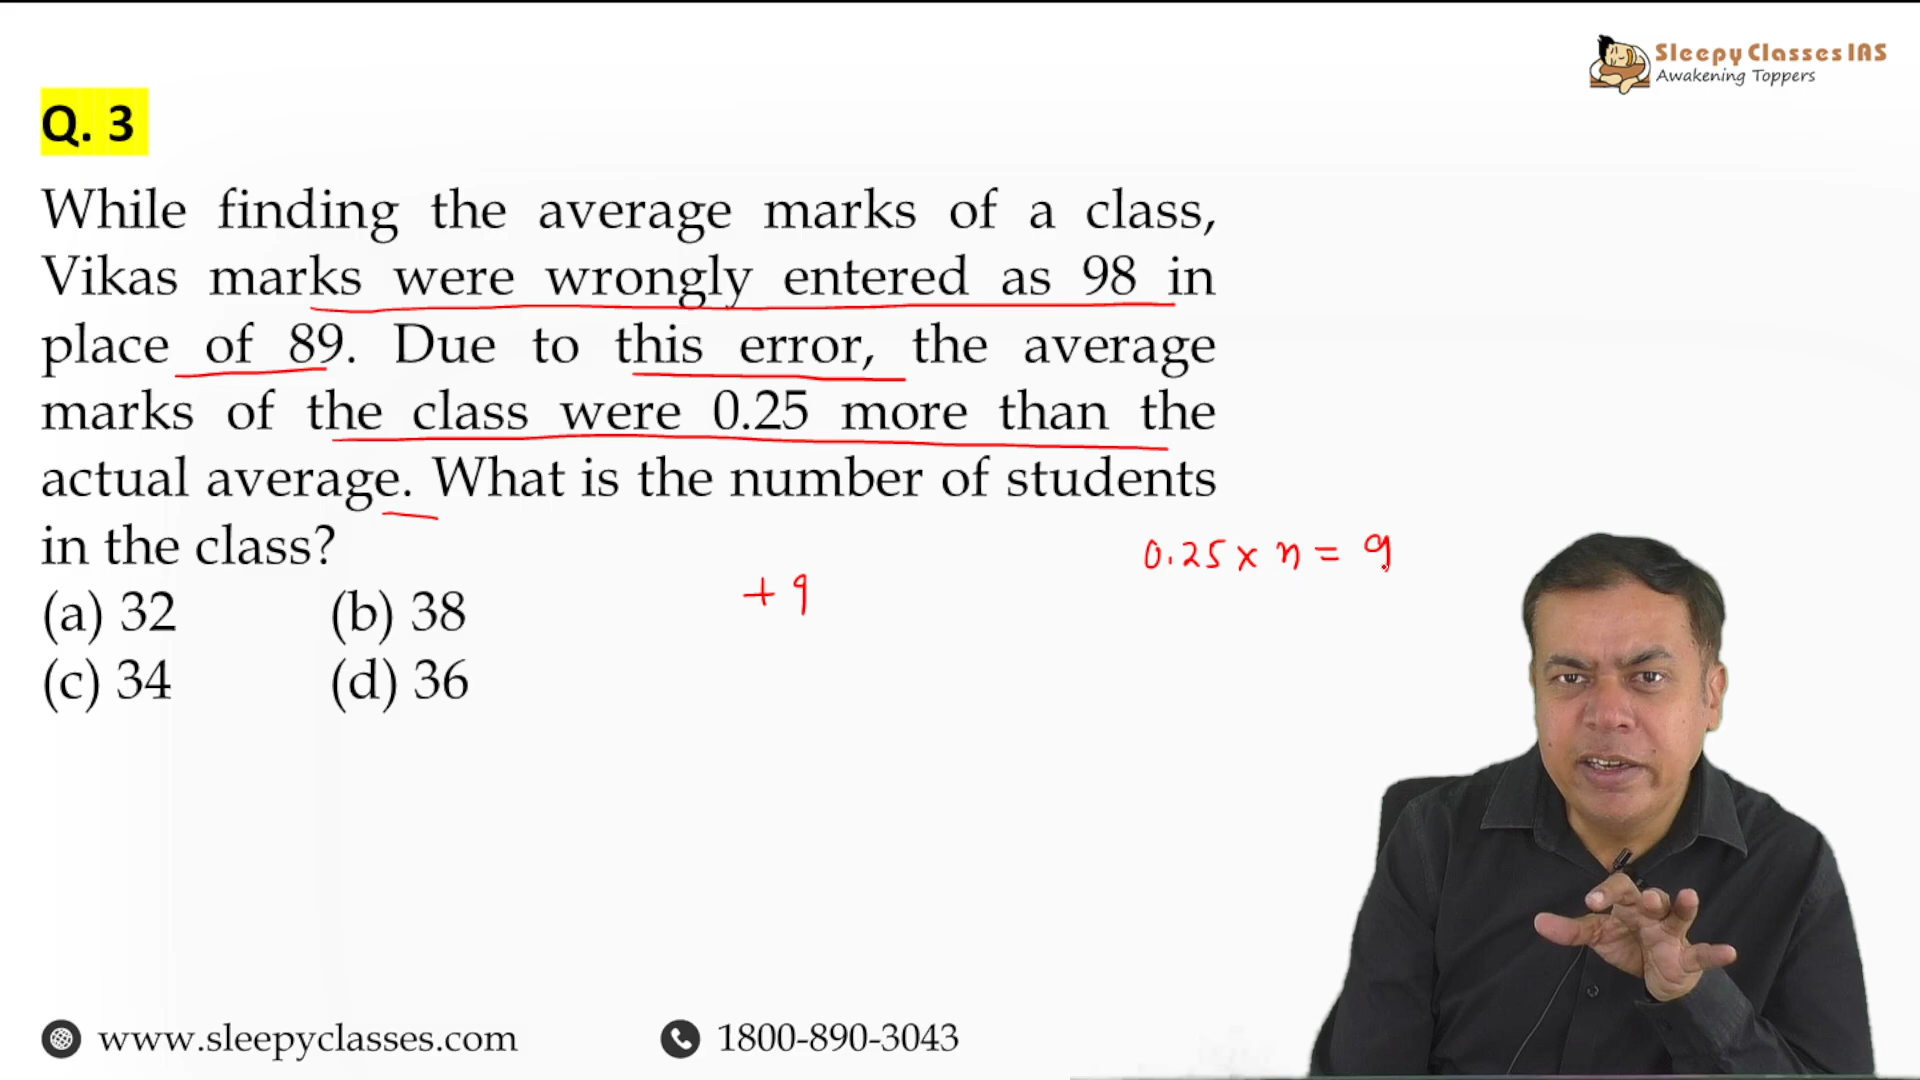 Sleepy Classes IAS
Awakening Toppers
Q. 3
While finding the average marks of a class,
Vikas marks were wrongly entered as 98 in
place of 89. Due to this error, the average
marks of the class were 0.25 more than the
actual average. What is the number of students
in the class?
0.25 x n = 9
+ 9
(a) 32 (b) 38
(c) 34 (d) 36
www.sleepyclasses.com 1800-890-3043